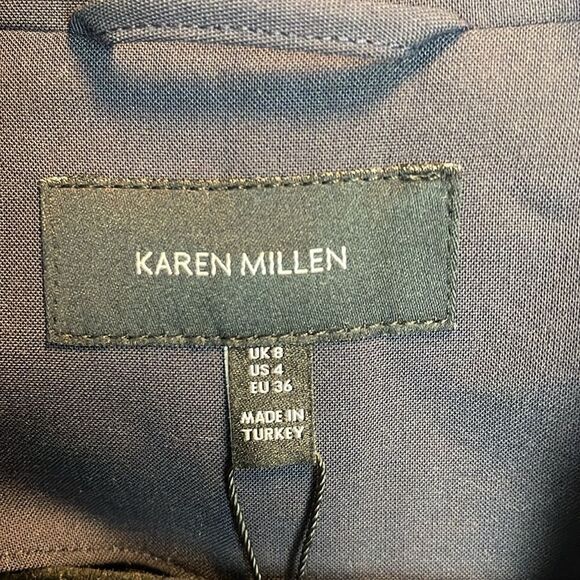 KAREN MILLEN
UK 8
US 4
EU 36
MADE IN
TURKEY